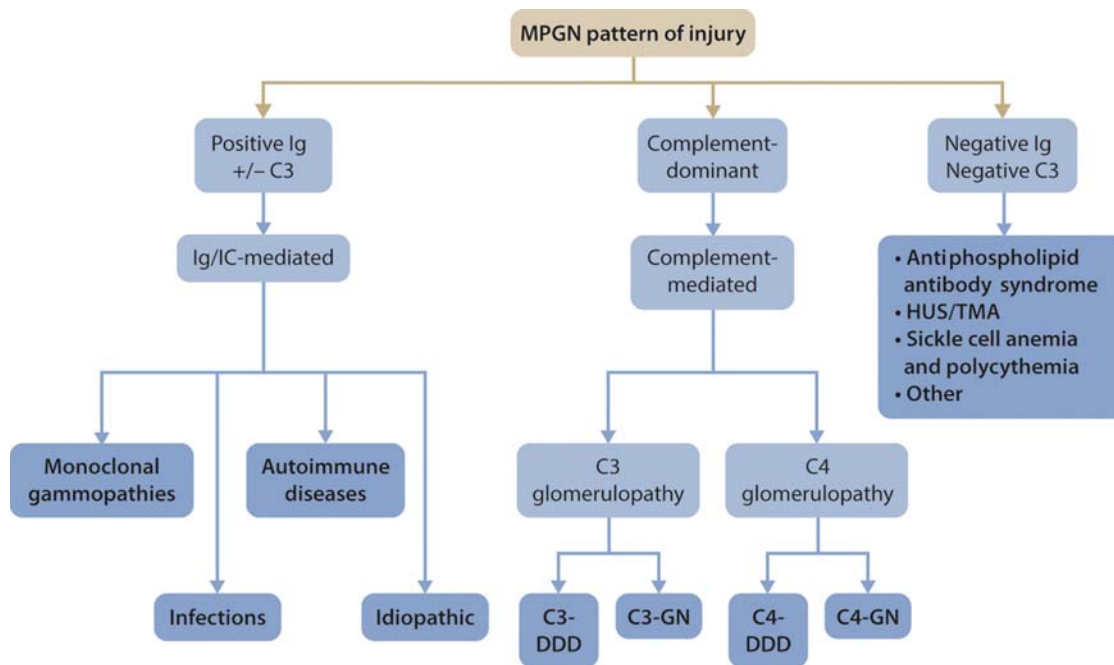 MPGN pattern of injury
Positive Ig
+/– C3
Complement-
dominant
Negative Ig
Negative C3
Ig/IC-mediated
Complement-
mediated
• Antiphospholipid
antibody syndrome
• HUS/TMA
• Sickle cell anemia
and polycythemia
• Other
Monoclonal
gammopathies
Autoimmune
diseases
C3
glomerulopathy
C4
glomerulopathy
Infections
Idiopathic
C3-
DDD
C3-GN
C4-
DDD
C4-GN